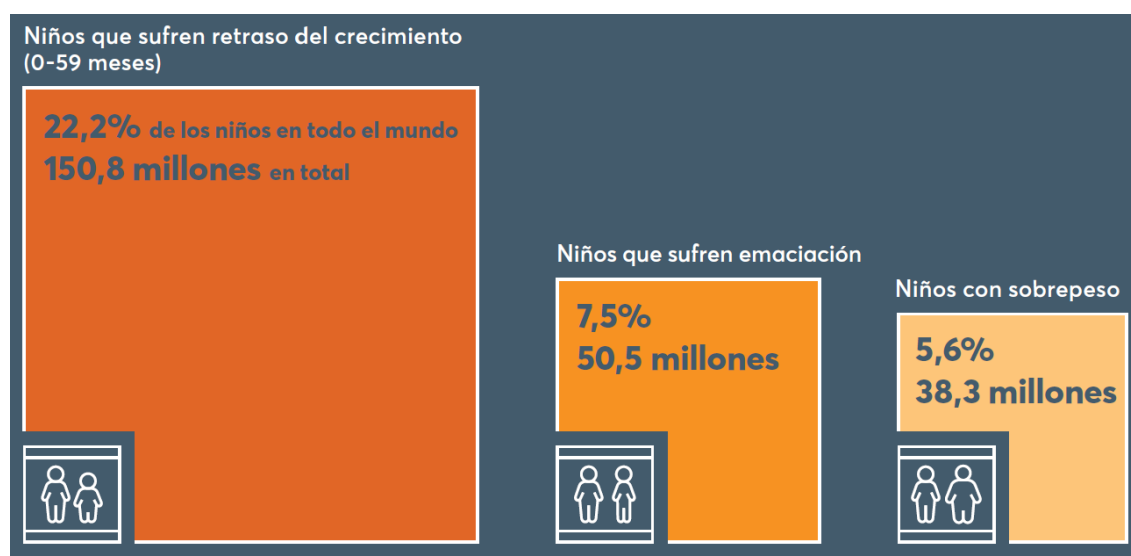 Niños que sufren retraso del crecimiento
(0-59 meses)
22,2% de los niños en todo el mundo
150,8 millones en total
Niños que sufren emaciación
7,5%
50,5 millones
Niños con sobrepeso
5,6%
38,3 millones